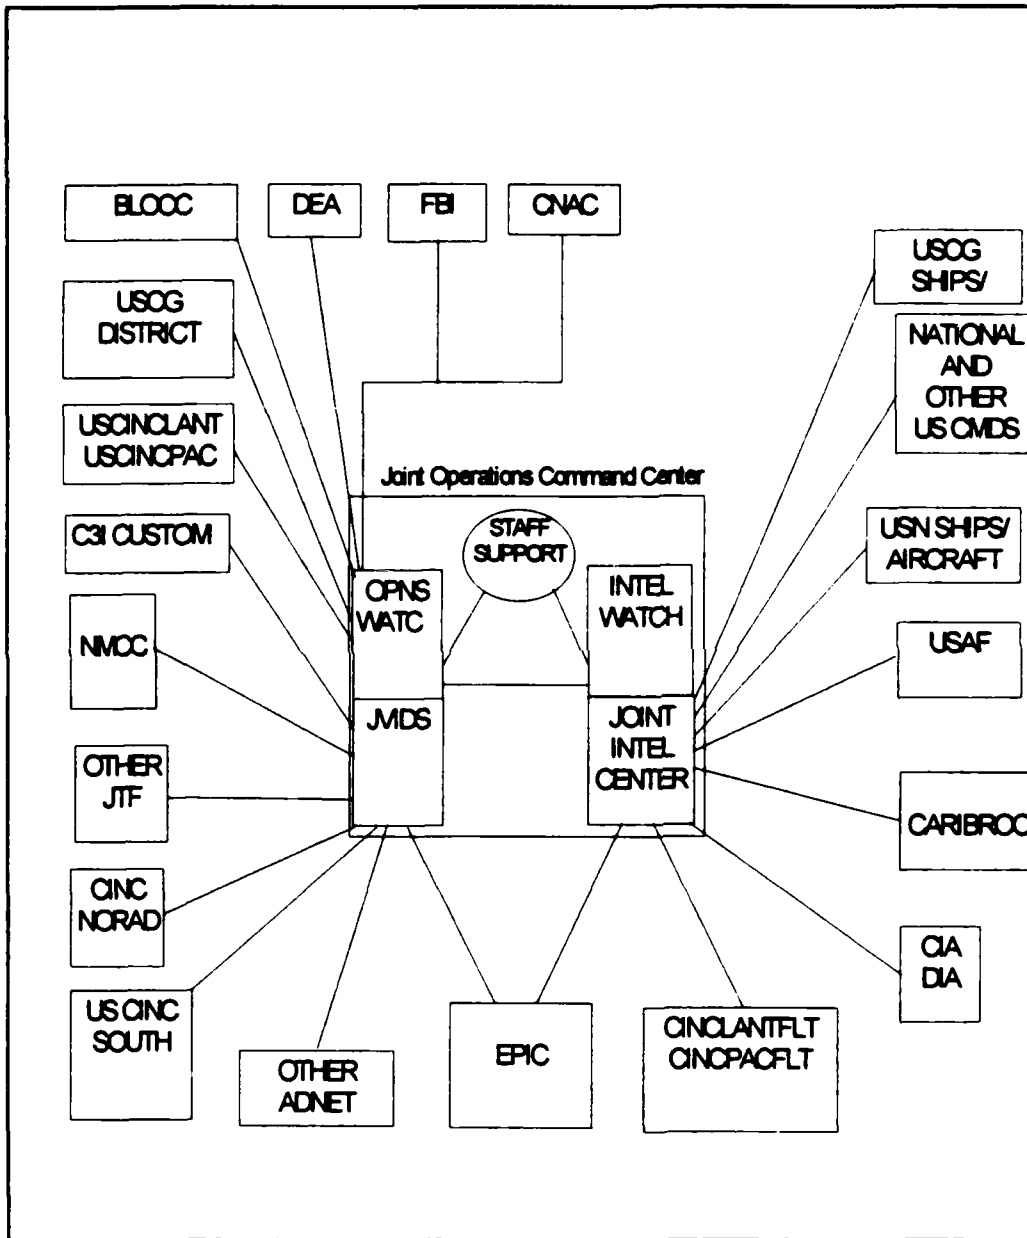 BLOCC
DEA
FBI
CNAC
USCG
SHIPS/
USCG
DISTRICT
NATIONAL
AND
OTHER
US CMDS
USCINCLANT
USCINCPAC
Joint Operations Command Center
C3I CUSTOM
STAFF
SUPPORT
USN SHIPS/
AIRCRAFT
OPNS
WATC
INTEL
WATCH
NMCC
USAF
JVIDS
JOINT
INTEL
CENTER
OTHER
JTF
CARIBROC
CINC
NORAD
CIA
DIA
US CINC
SOUTH
OTHER
ADNET
EPIC
CINCLANTFLT
CINCPACFLT